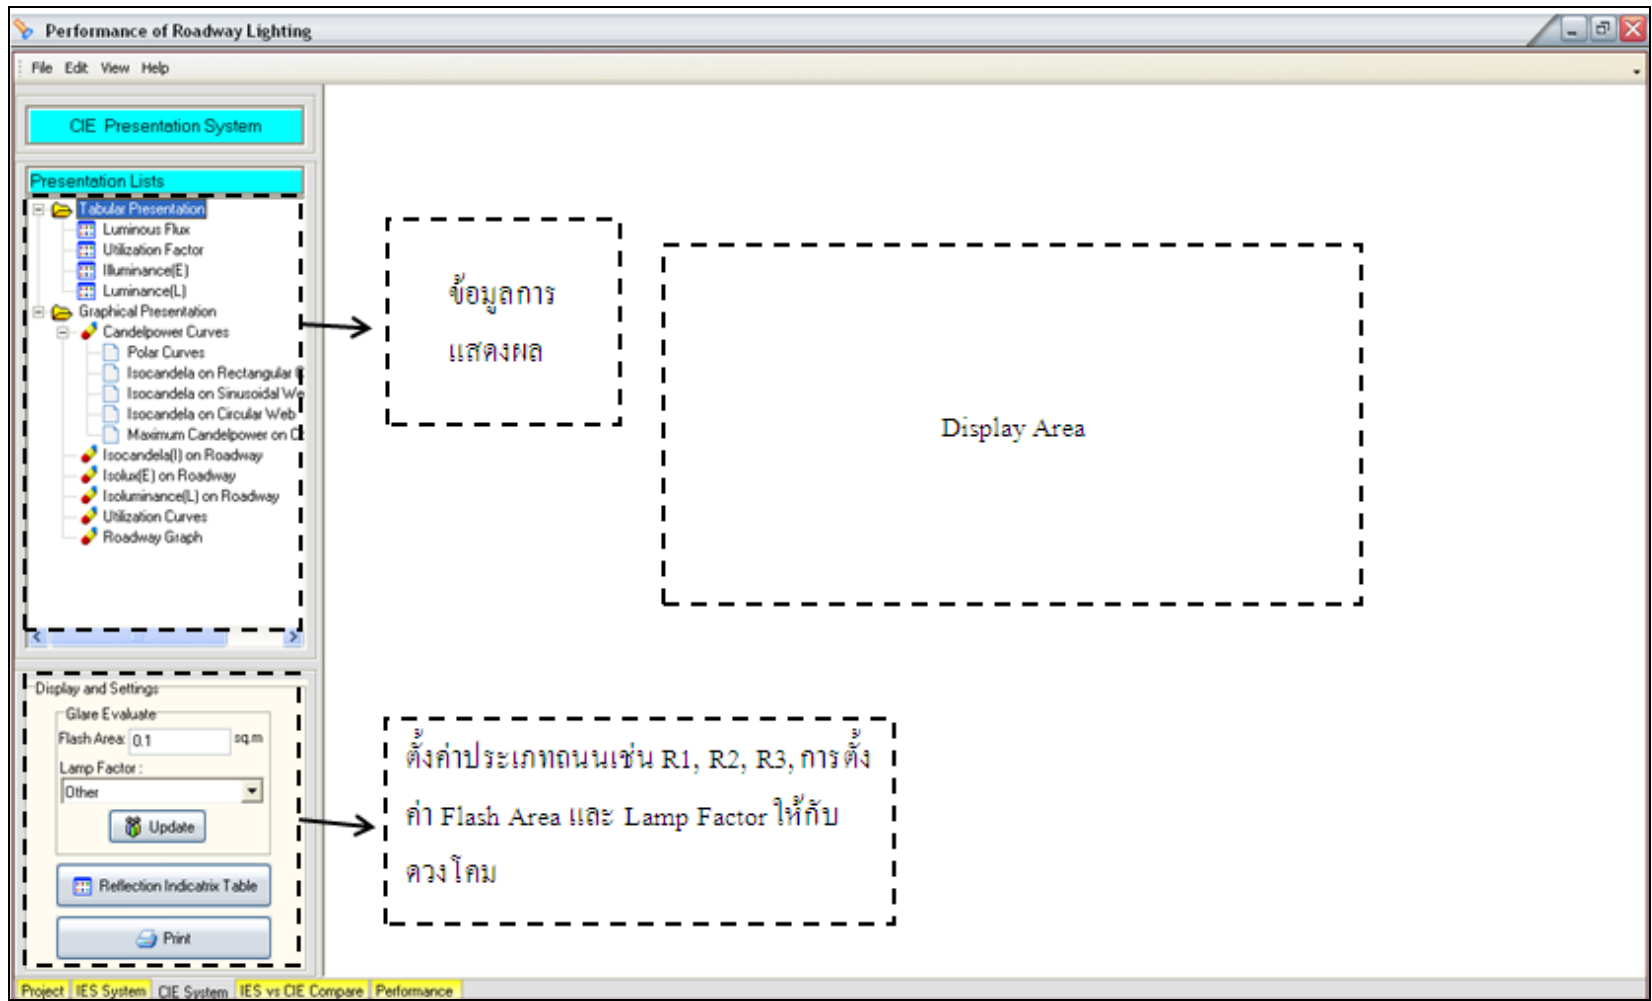 Performance of Roadway Lighting
File Edit View Help
CIE Presentation System
Presentation Lists
Tabular Presentation
Luminous Flux
Utilization Factor
Illuminance(E)
Luminance(L)
Graphical Presentation
Candelpower Curves
Polar Curves
Isocandela on Rectangular
Isocandela on Sinusoidal We
Isocandela on Circular Web
Maximum Candelpower on
Isocandela(I) on Roadway
Isolux(E) on Roadway
Isoluminance(L) on Roadway
Utilization Curves
Roadway Graph
ข้อมูลการ
แสดงผล
Display Area
Display and Settings
Glare Evaluate
Flash Area: 0.1 sq.m
Lamp Factor :
Other
Update
Reflection Indicatrix Table
Print
ตั้งค่าประเภทถนนเช่น R1, R2, R3, การตั้ง
ค่า Flash Area และ Lamp Factor ให้กับ
ดวงโคม
Project IES System CIE System IES vs CIE Compare Performance